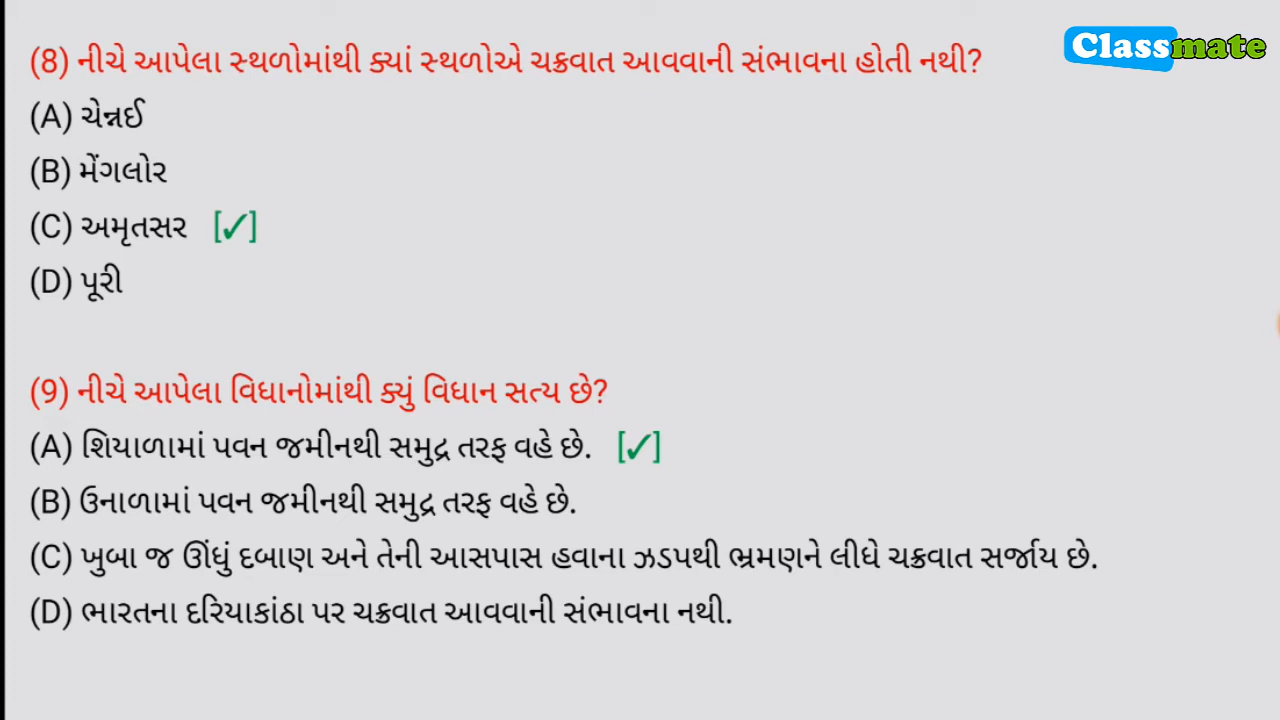 Classmate
(8) નીચે આપેલા સ્થળોમાંથી ક્યાં સ્થળોએ ચક્રવાત આવવાની સંભાવના હોતી નથી?
(A) ચેન્નઈ
(B) મેંગલોર
(C) અમૃતસર [✓]
(D) પૂરી
(9) નીચે આપેલા વિધાનોમાંથી ક્યું વિધાન સત્ય છે?
(A) શિયાળામાં પવન જમીનથી સમુદ્ર તરફ વહે છે. [✓]
(B) ઉનાળામાં પવન જમીનથી સમુદ્ર તરફ વહે છે.
(C) ખુબા જ ઊંધું દબાણ અને તેની આસપાસ હવાના ઝડપથી ભ્રમણને લીધે ચક્રવાત સર્જાય છે.
(D) ભારતના દરિયાકાંઠા પર ચક્રવાત આવવાની સંભાવના નથી.